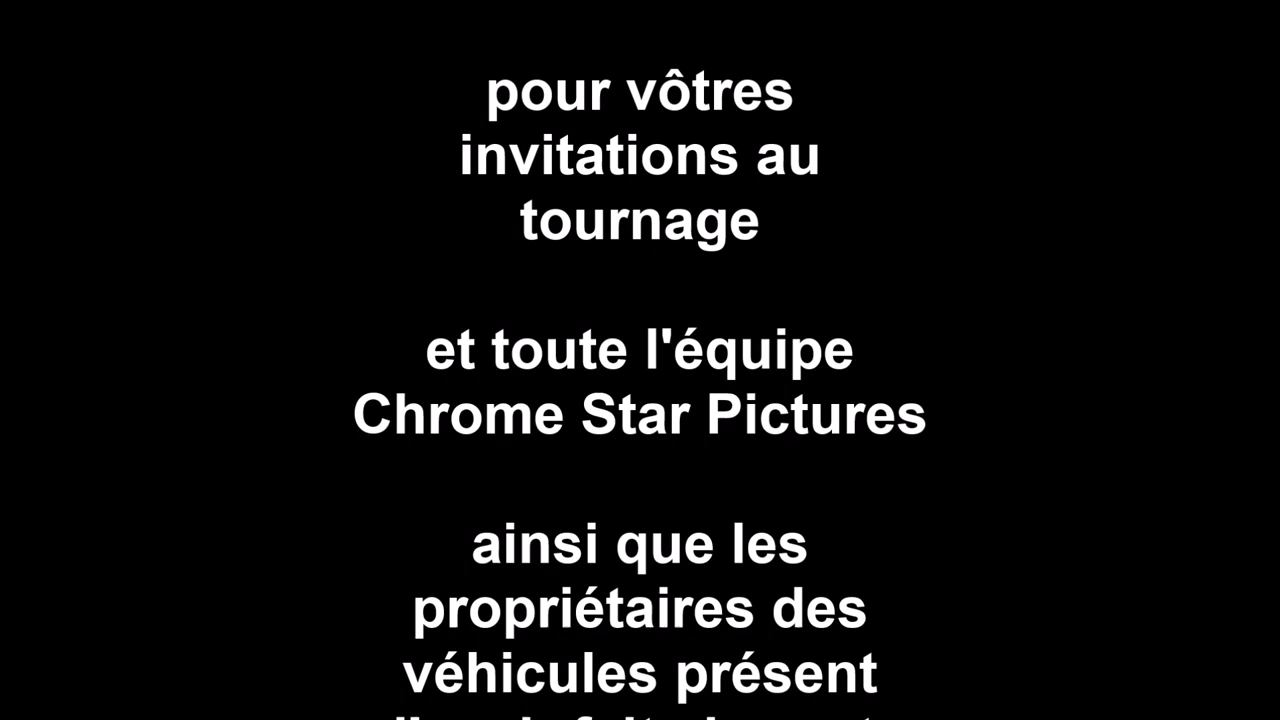 pour vôtres
invitations au
tournage
et toute l'équipe
Chrome Star Pictures
ainsi que les
propriétaires des
véhicules présent